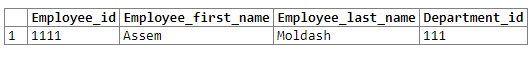 Employee_id Employee_first_name Employee_last_name Department_id
1 1111 Assem Moldash 111